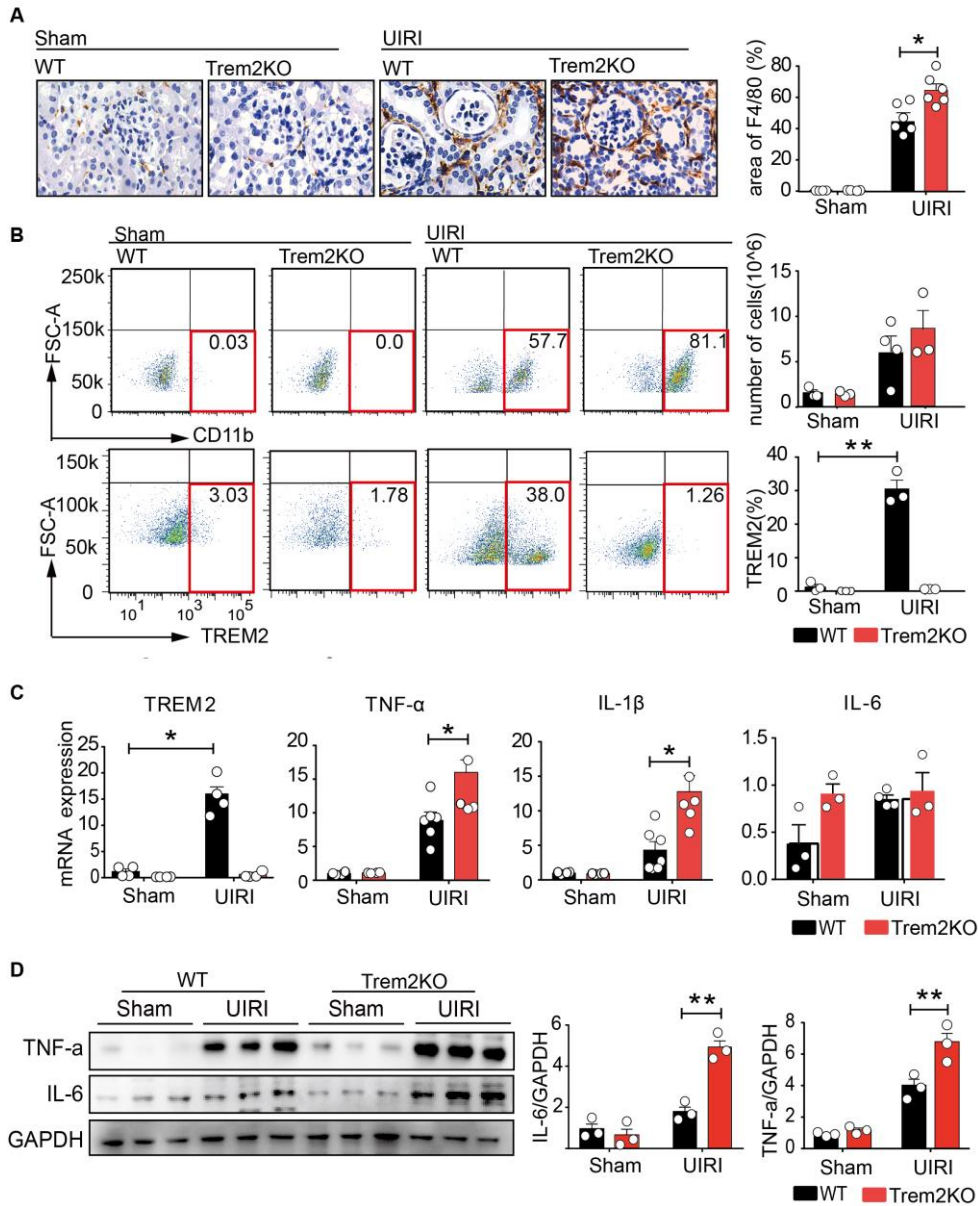 A
Sham UIRI
WT Trem2KO WT Trem2KO
area of F4/80 (%)
80
60
40
20
0
*
Sham UIRI
B
Sham UIRI
WT Trem2KO WT Trem2KO
FSC-A
250k
150k
50k
0
0.03 0.0 57.7 81.1
CD11b
number of cells(10^6)
15
10
5
0
Sham UIRI
FSC-A
150k
100k
50k
0
3.03 1.78 38.0 1.26
10^1 10^3 10^5
TREM2
TREM2(%)
40
30
20
10
0
**
Sham UIRI
WT Trem2KO
C
TREM2 TNF-α IL-1β IL-6
mRNA expression
25
20
15
10
5
0
*
Sham UIRI
20
15
10
5
0
*
Sham UIRI
20
15
10
5
0
*
Sham UIRI
1.5
1.0
0.5
0.0
Sham UIRI
WT Trem2KO
D
WT Trem2KO
Sham UIRI Sham UIRI
TNF-a
IL-6
GAPDH
IL-6/GAPDH
6
4
2
**
Sham UIRI
TNF-a/GAPDH
8
6
4
2
0
**
Sham UIRI
WT Trem2KO